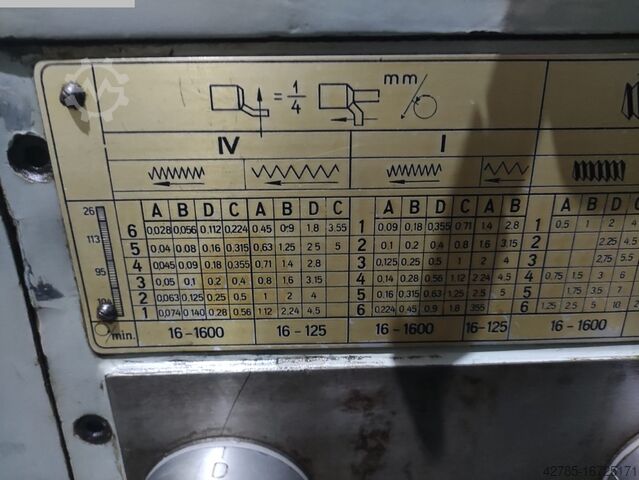 = 1/4 mm/
IV I
26 A B D C A B D C A B D C A B A B D C
6 0,028 0,056 0,112 0,224 0,45 0,9 1.8 3.55 1 0.09 0.18 0,355 0,71 1.4 2.8 1 0,5 1 2
113 5 0.04 0.08 0.16 0,315 0,63 1.25 2.5 5 2 0.1 0.2 0.4 0.8 1.6 3.15 2 2.25 4.5
4 0,045 0,09 0.18 0,355 0,71 1.4 2.8 3 0,125 0,25 0.5 1 2 4 3 2.75 5.5
95 3 0,05 0,1 0.2 0.4 0.8 1.6 3.15 4 0.14 0.28 0.56 1.12 2.24 4.5 4 0.75 1.5 3 6
2 0,063 0,125 0,25 0.5 1 2 4 5 0.16 0,315 0,63 1.25 2.5 5 5 1.75 3.5 7
1 0,074 0,140 0.28 0.56 1.12 2.24 4.5 6 0,224 0.45 0.9 1.8 3.55 6 1.25 2.5 5 10
/min. 16-1600 16-125 16-1600 16-125 16-1600
D
42785-16725171